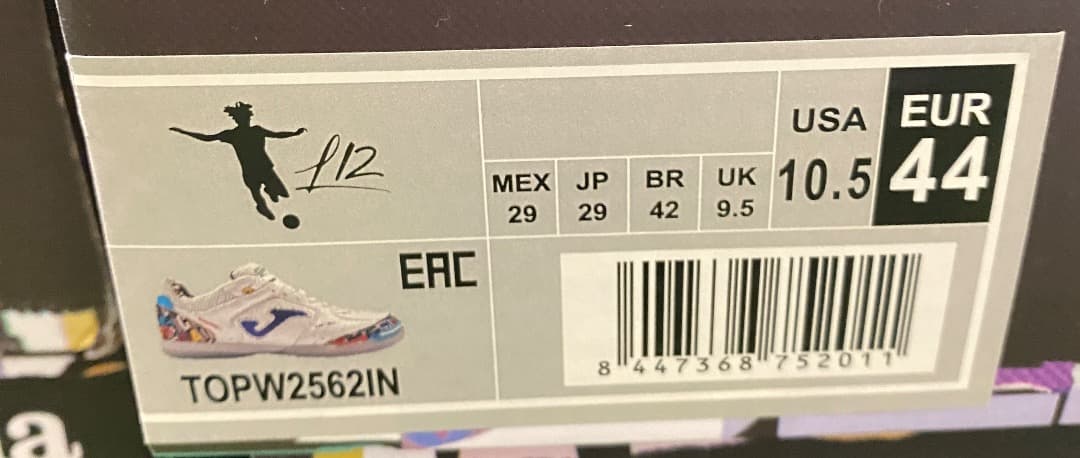 f12
MEX JP BR UK
29 29 42 9.5
USA
10.5
EUR
44
EAC
TOPW2562IN
8 447368 752011
a